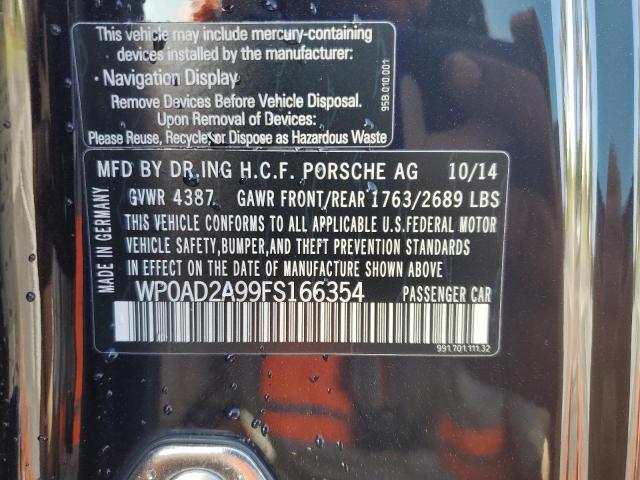 This vehicle may include mercury-containing
devices installed by the manufacturer:
· Navigation Display
Remove Devices Before Vehicle Disposal.
Upon Removal of Devices:
Please Reuse, Recycle or Dispose as Hazardous Waste
95B.010.001
MFD BY DR.ING H.C.F. PORSCHE AG 10/14
GVWR 4387 GAWR FRONT/REAR 1763/2689 LBS
THIS VEHICLE CONFORMS TO ALL APPLICABLE U.S.FEDERAL MOTOR
VEHICLE SAFETY,BUMPER,AND THEFT PREVENTION STANDARDS
IN EFFECT ON THE DATE OF MANUFACTURE SHOWN ABOVE.
WP0AD2A99FS166354 PASSENGER CAR
MADE IN GERMANY
991.701.111.32